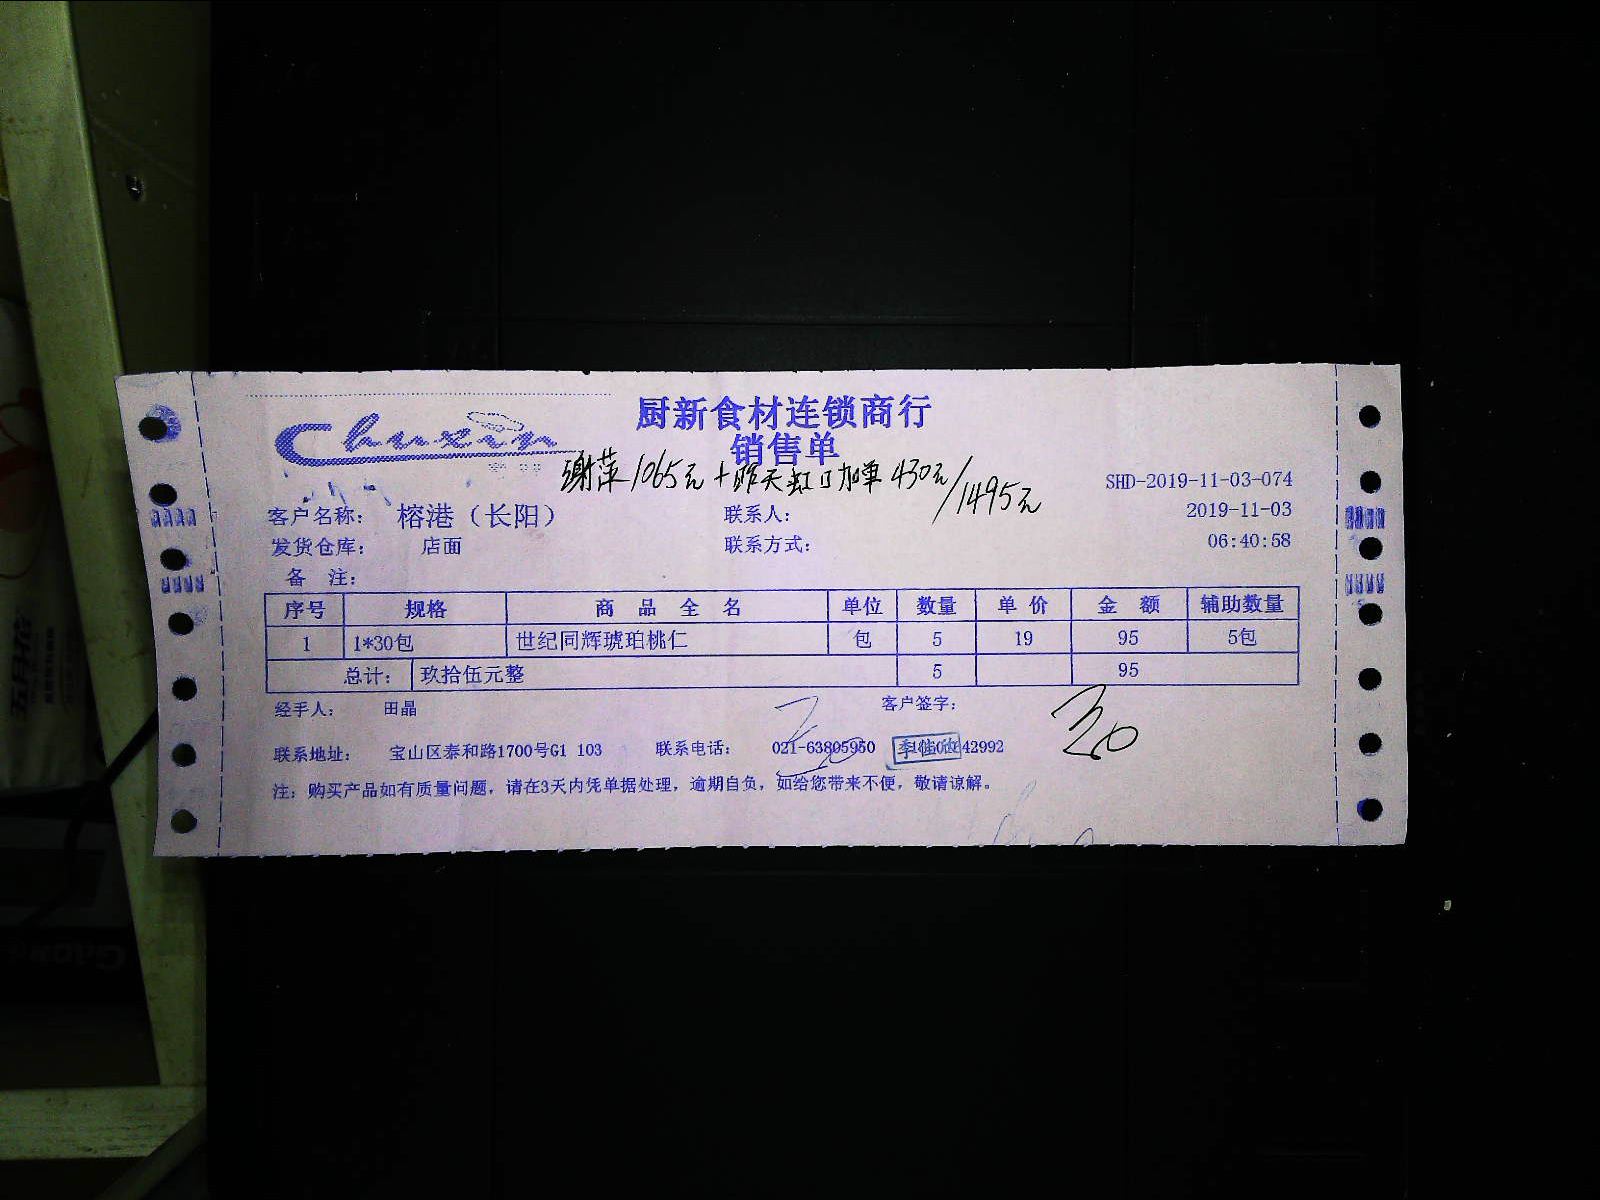 Chuxin
厨新食材连锁商行
销售单
谢萍1065元+昨天虹口加单430元/1495元
SHD-2019-11-03-074
客户名称： 榕港（长阳） 联系人： 2019-11-03
发货仓库： 店面 联系方式： 06:40:58
备 注：
序号 规格 商 品 全 名 单位 数量 单 价 金 额 辅助数量
1 1*30包 世纪同辉琥珀桃仁 包 5 19 95 5包
总计： 玖拾伍元整 5 95
经手人： 田晶 客户签字：
联系地址： 宝山区泰和路1700号G1 103 联系电话： 021-63805950 42992
注：购买产品如有质量问题，请在3天内凭单据处理，逾期自负，如给您带来不便，敬请谅解。